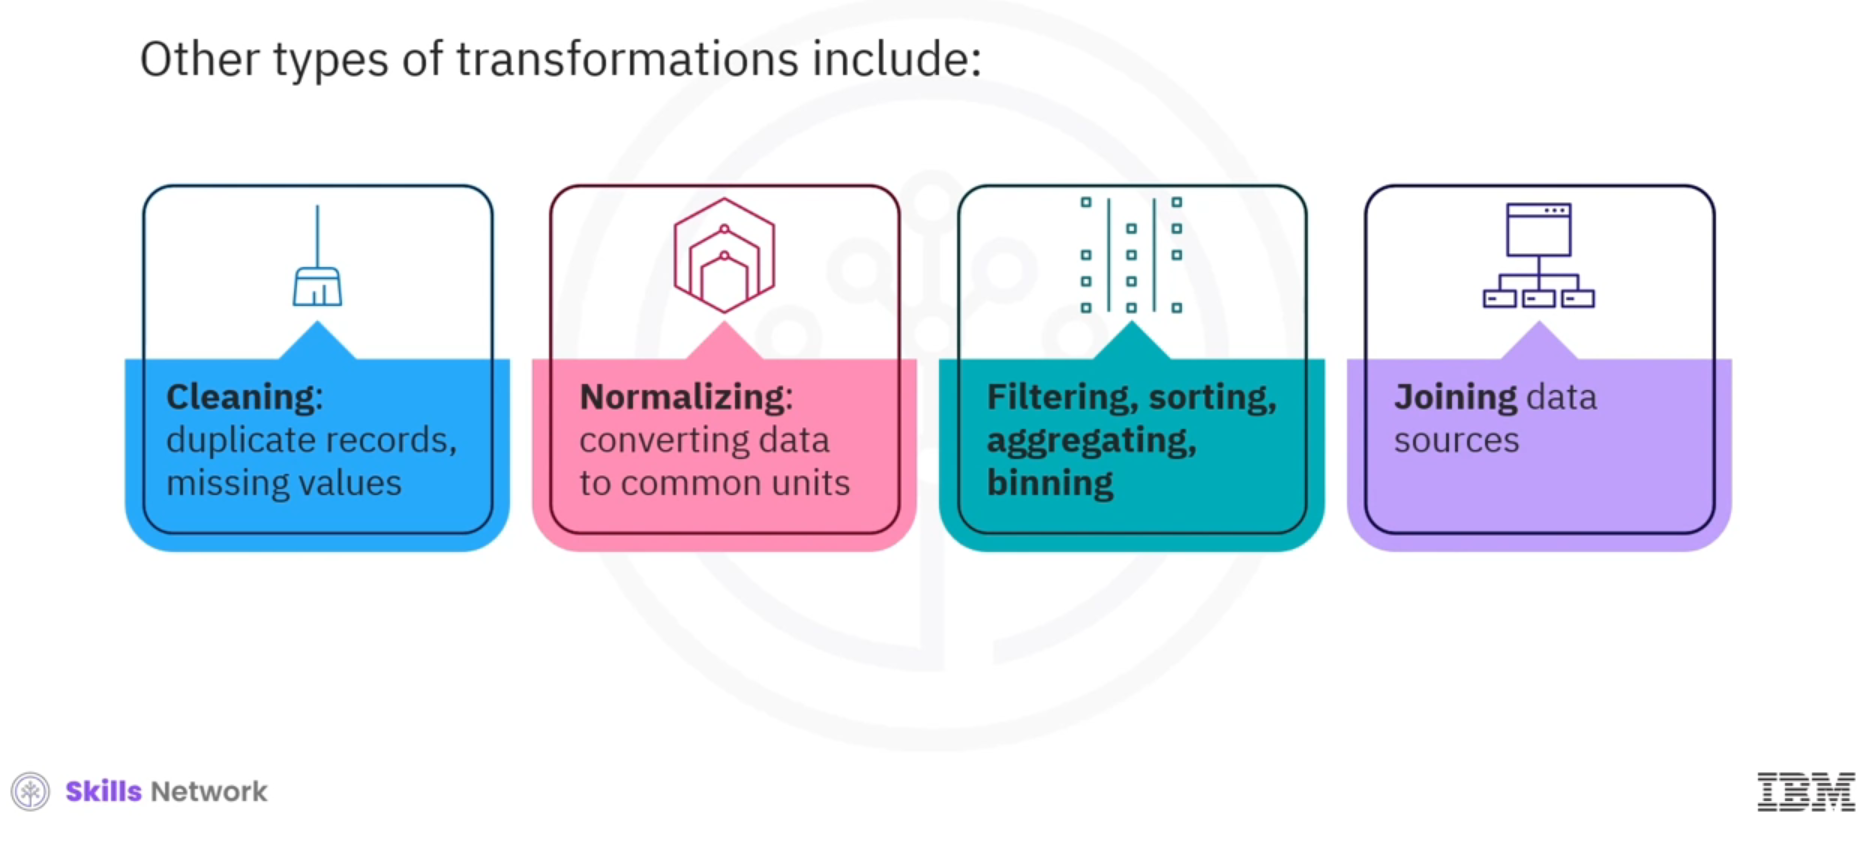 Other types of transformations include:
Cleaning:
duplicate records,
missing values
Normalizing:
converting data
to common units
Filtering, sorting,
aggregating,
binning
Joining data
sources
Skills Network
IBM